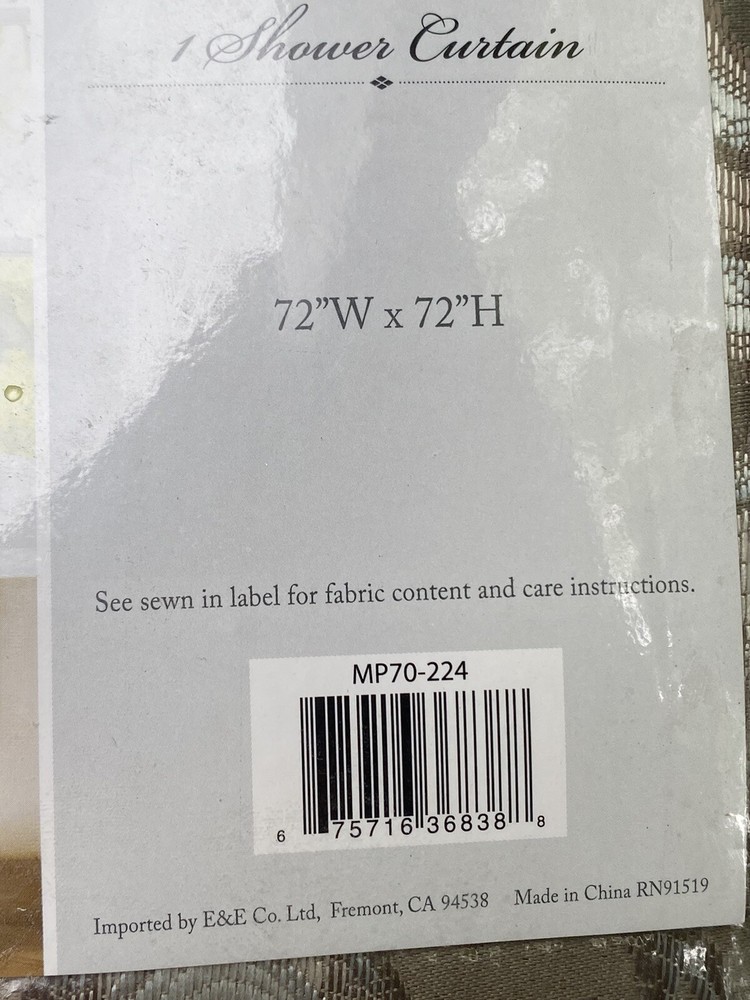 1 Shower Curtain
72”W x 72”H
See sewn in label for fabric content and care instructions.
MP70-224
6 75716 36838 8
Imported by E&E Co. Ltd, Fremont, CA 94538 Made in China RN91519